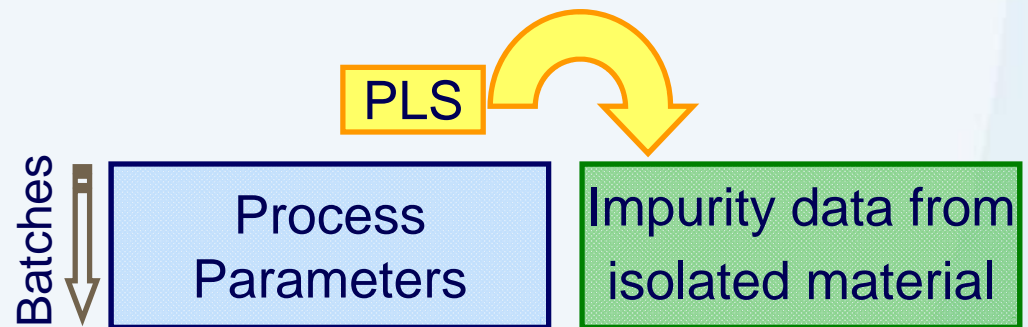 PLS
Batches
Process
Parameters
Impurity data from
isolated material